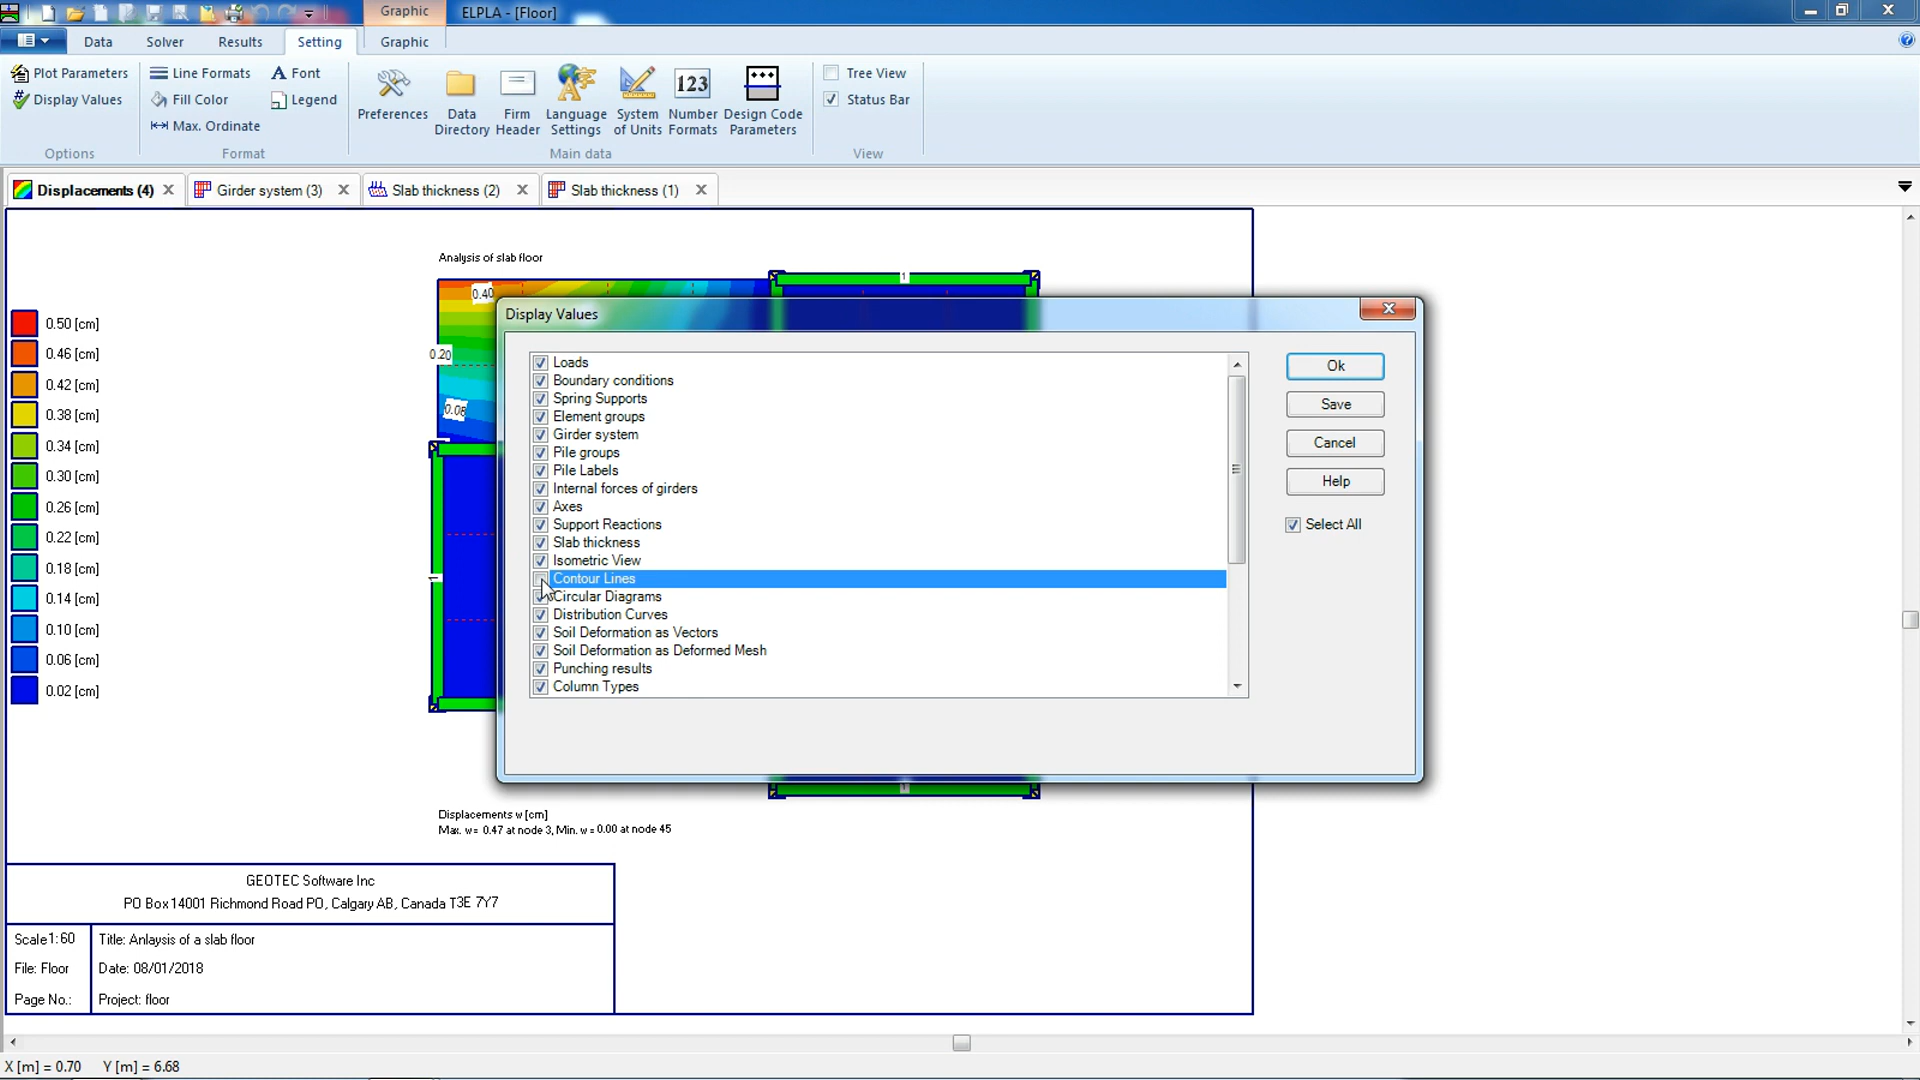 Graphic
ELPLA - [Floor]
Data
Solver
Results
Setting
Graphic
Plot Parameters
Display Values
Options
Line Formats
Fill Color
Max. Ordinate
Font
Legend
Format
Preferences
Data Directory
Firm Header
Language Settings
System of Units
123
Number Formats
Design Code Parameters
Main data
Tree View
Status Bar
View
Displacements (4)
Girder system (3)
Slab thickness (2)
Slab thickness (1)
Analysis of slab floor
0.40
0.20
0.08
1
1
1
0.50 [cm]
0.46 [cm]
0.42 [cm]
0.38 [cm]
0.34 [cm]
0.30 [cm]
0.26 [cm]
0.22 [cm]
0.18 [cm]
0.14 [cm]
0.10 [cm]
0.06 [cm]
0.02 [cm]
Display Values
Loads
Boundary conditions
Spring Supports
Element groups
Girder system
Pile groups
Pile Labels
Internal forces of girders
Axes
Support Reactions
Slab thickness
Isometric View
Contour Lines
Circular Diagrams
Distribution Curves
Soil Deformation as Vectors
Soil Deformation as Deformed Mesh
Punching results
Column Types
Ok
Save
Cancel
Help
Select All
Displacements w [cm]
Max. w= 0.47 at node 3, Min. w = 0.00 at node 45
GEOTEC Software Inc
PO Box 14001 Richmond Road PO, Calgary AB, Canada T3E 7Y7
Scale 1:60
Title: Anlaysis of a slab floor
File: Floor
Date: 08/01/2018
Page No.:
Project: floor
X [m] = 0.70 Y [m] = 6.68